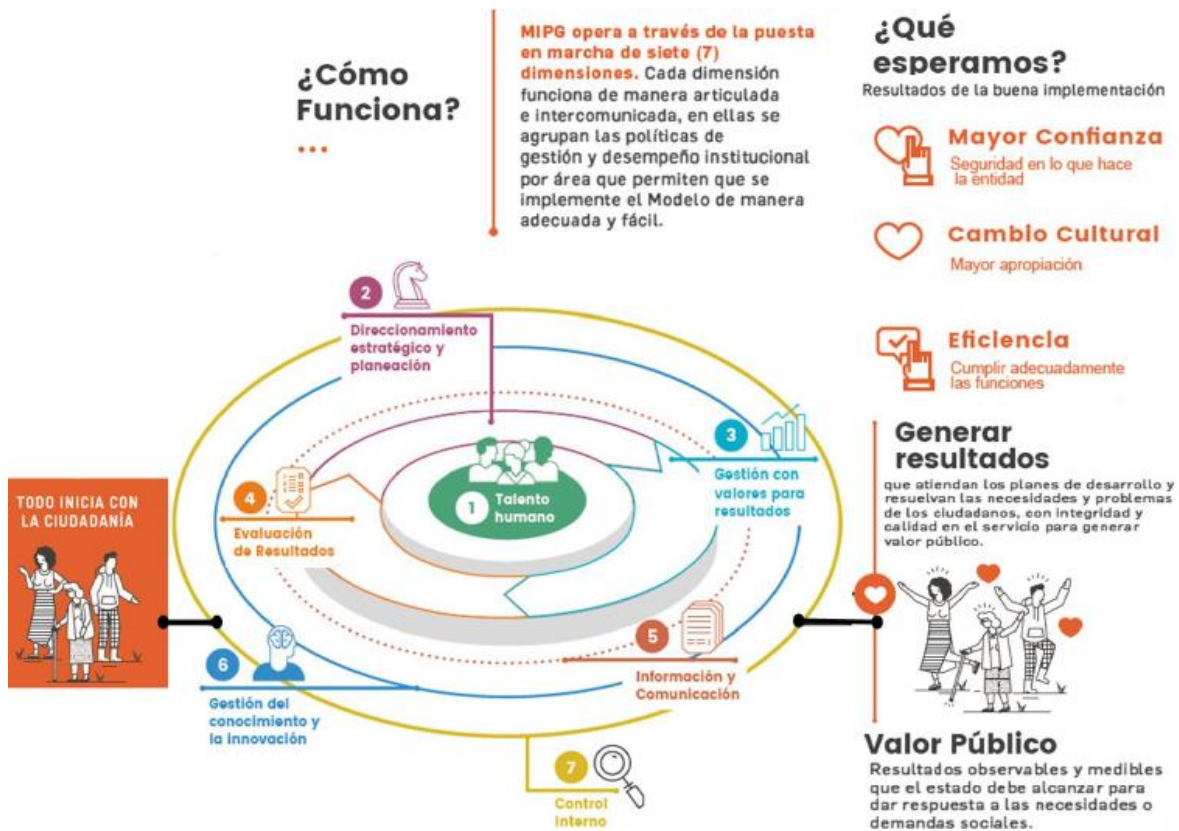 ¿Cómo
Funciona?
...
MIPG opera a través de la puesta
en marcha de siete (7)
dimensiones. Cada dimensión
funciona de manera articulada
e intercomunicada, en ellas se
agrupan las políticas de
gestión y desempeño institucional
por área que permiten que se
implemente el Modelo de manera
adecuada y fácil.
¿Qué
esperamos?
Resultados de la buena implementación
Mayor Confianza
Seguridad en lo que hace
la entidad
Cambio Cultural
Mayor apropiación
Eficiencia
Cumplir adecuadamente
las funciones
Generar
resultados
que atiendan los planes de desarrollo y
resuelvan las necesidades y problemas
de los ciudadanos, con integridad y
calidad en el servicio para generar
valor público.
Valor Público
Resultados observables y medibles
que el estado debe alcanzar para
dar respuesta a las necesidades o
demandas sociales.
TODO INICIA CON
LA CIUDADANÍA
1
Talento
humano
2
Direccionamiento
estratégico y
planeación
3
Gestión con
valores para
resultados
4
Evaluación
de Resultados
5
Información y
Comunicación
6
Gestión del
conocimiento y
la innovación
7
Control
interno